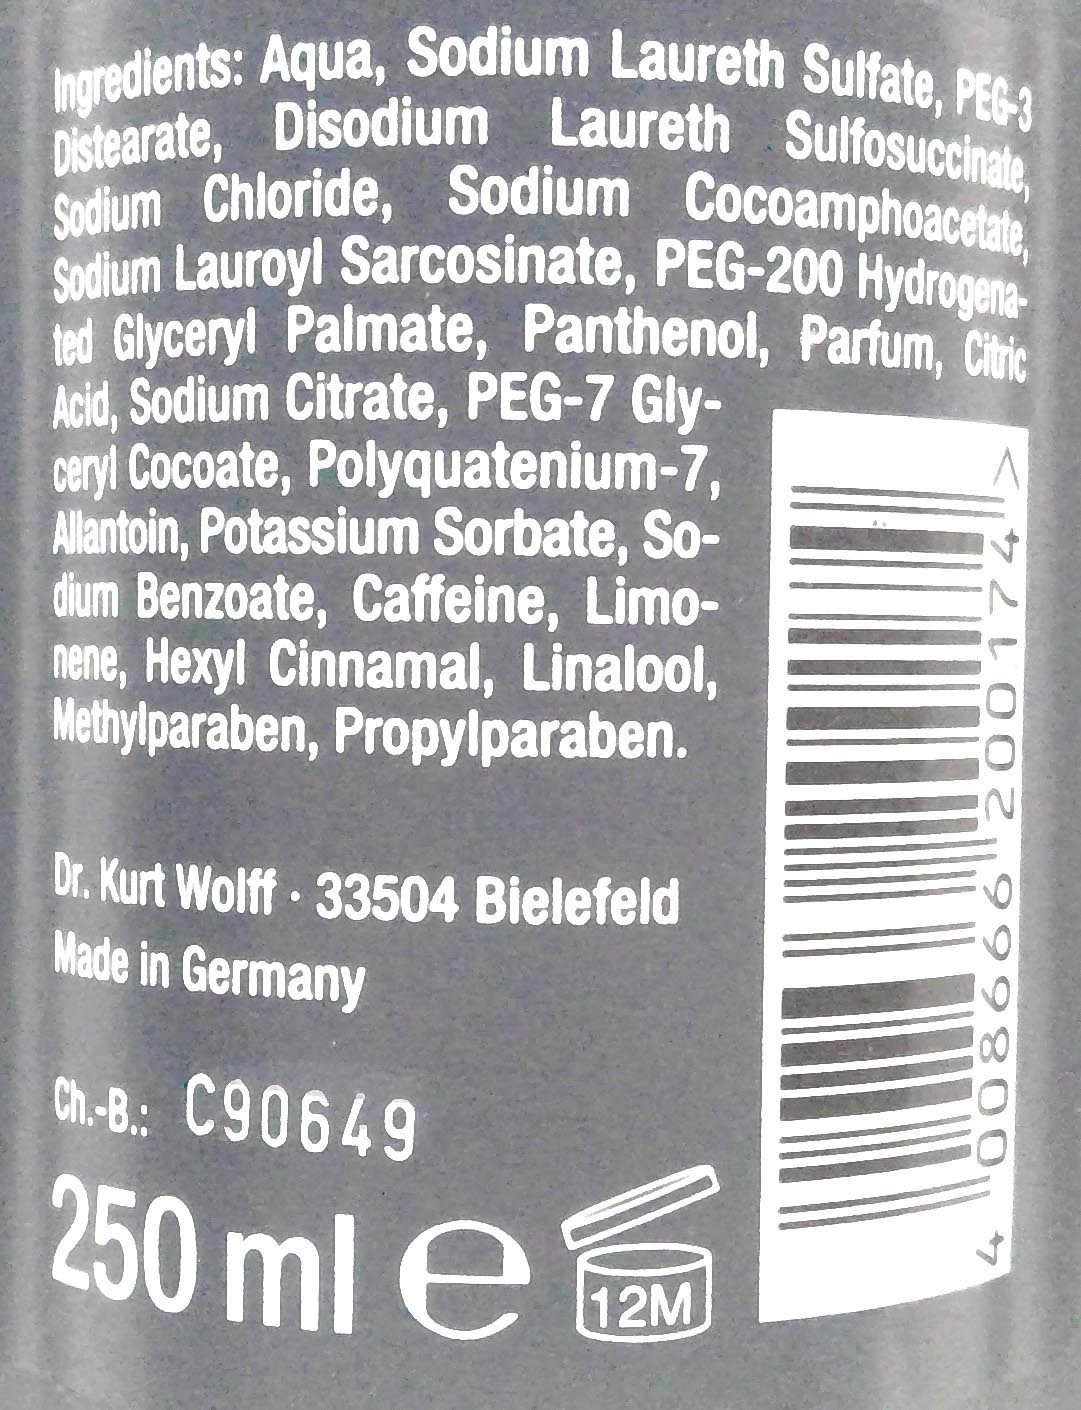 Ingredients: Aqua, Sodium Laureth Sulfate, PEG-3
Distearate, Disodium Laureth Sulfosuccinate,
Sodium Chloride, Sodium Cocoamphoacetate,
Sodium Lauroyl Sarcosinate, PEG-200 Hydrogena-
ted Glyceryl Palmate, Panthenol, Parfum, Citric
Acid, Sodium Citrate, PEG-7 Gly-
ceryl Cocoate, Polyquatenium-7,
Allantoin, Potassium Sorbate, So-
dium Benzoate, Caffeine, Limo-
nene, Hexyl Cinnamal, Linalool,
Methylparaben, Propylparaben.
Dr. Kurt Wolff · 33504 Bielefeld
Made in Germany
Ch.-B.: C90649
250 ml e
12M
4 008666 200174 >